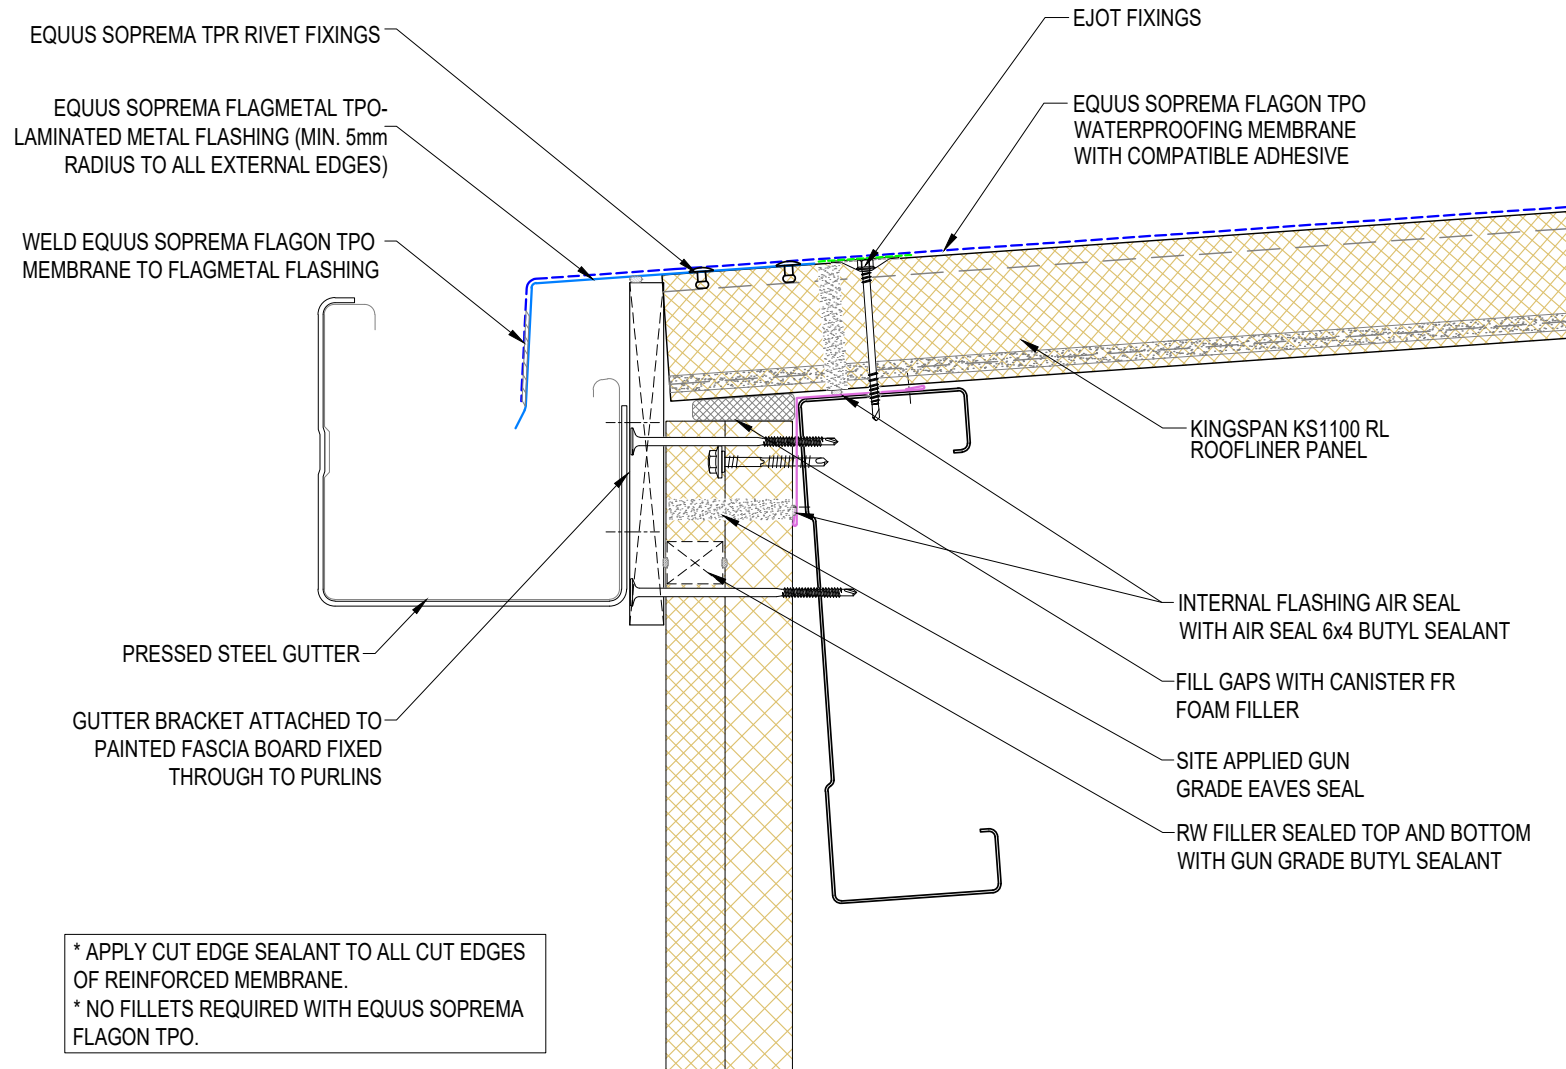 EQUUS SOPREMA TPR RIVET FIXINGS
EQUUS SOPREMA FLAGMETAL TPO-
LAMINATED METAL FLASHING (MIN. 5mm
RADIUS TO ALL EXTERNAL EDGES)
WELD EQUUS SOPREMA FLAGON TPO
MEMBRANE TO FLAGMETAL FLASHING
PRESSED STEEL GUTTER
GUTTER BRACKET ATTACHED TO
PAINTED FASCIA BOARD FIXED
THROUGH TO PURLINS
EJOT FIXINGS
EQUUS SOPREMA FLAGON TPO
WATERPROOFING MEMBRANE
WITH COMPATIBLE ADHESIVE
KINGSPAN KS1100 RL
ROOFLINER PANEL
INTERNAL FLASHING AIR SEAL
WITH AIR SEAL 6x4 BUTYL SEALANT
FILL GAPS WITH CANISTER FR
FOAM FILLER
SITE APPLIED GUN
GRADE EAVES SEAL
RW FILLER SEALED TOP AND BOTTOM
WITH GUN GRADE BUTYL SEALANT
* APPLY CUT EDGE SEALANT TO ALL CUT EDGES
OF REINFORCED MEMBRANE.
* NO FILLETS REQUIRED WITH EQUUS SOPREMA
FLAGON TPO.